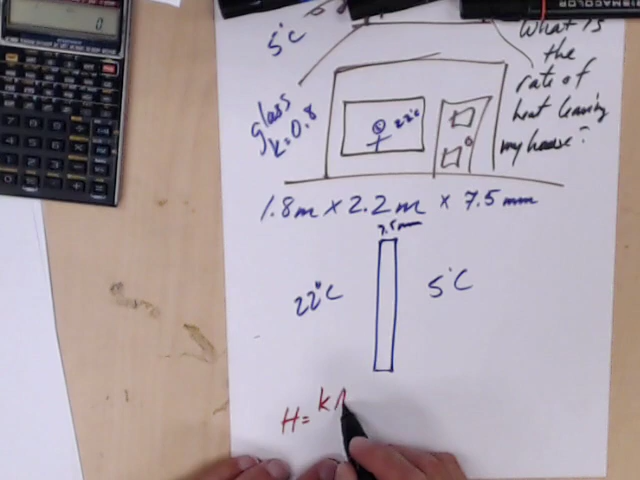 5°C
What is
the
rate of
heat leaving
my house?
glass
k=0.8
22°C
1.8m x 2.2m x 7.5mm
7.5mm
22°C
5°C
H= k